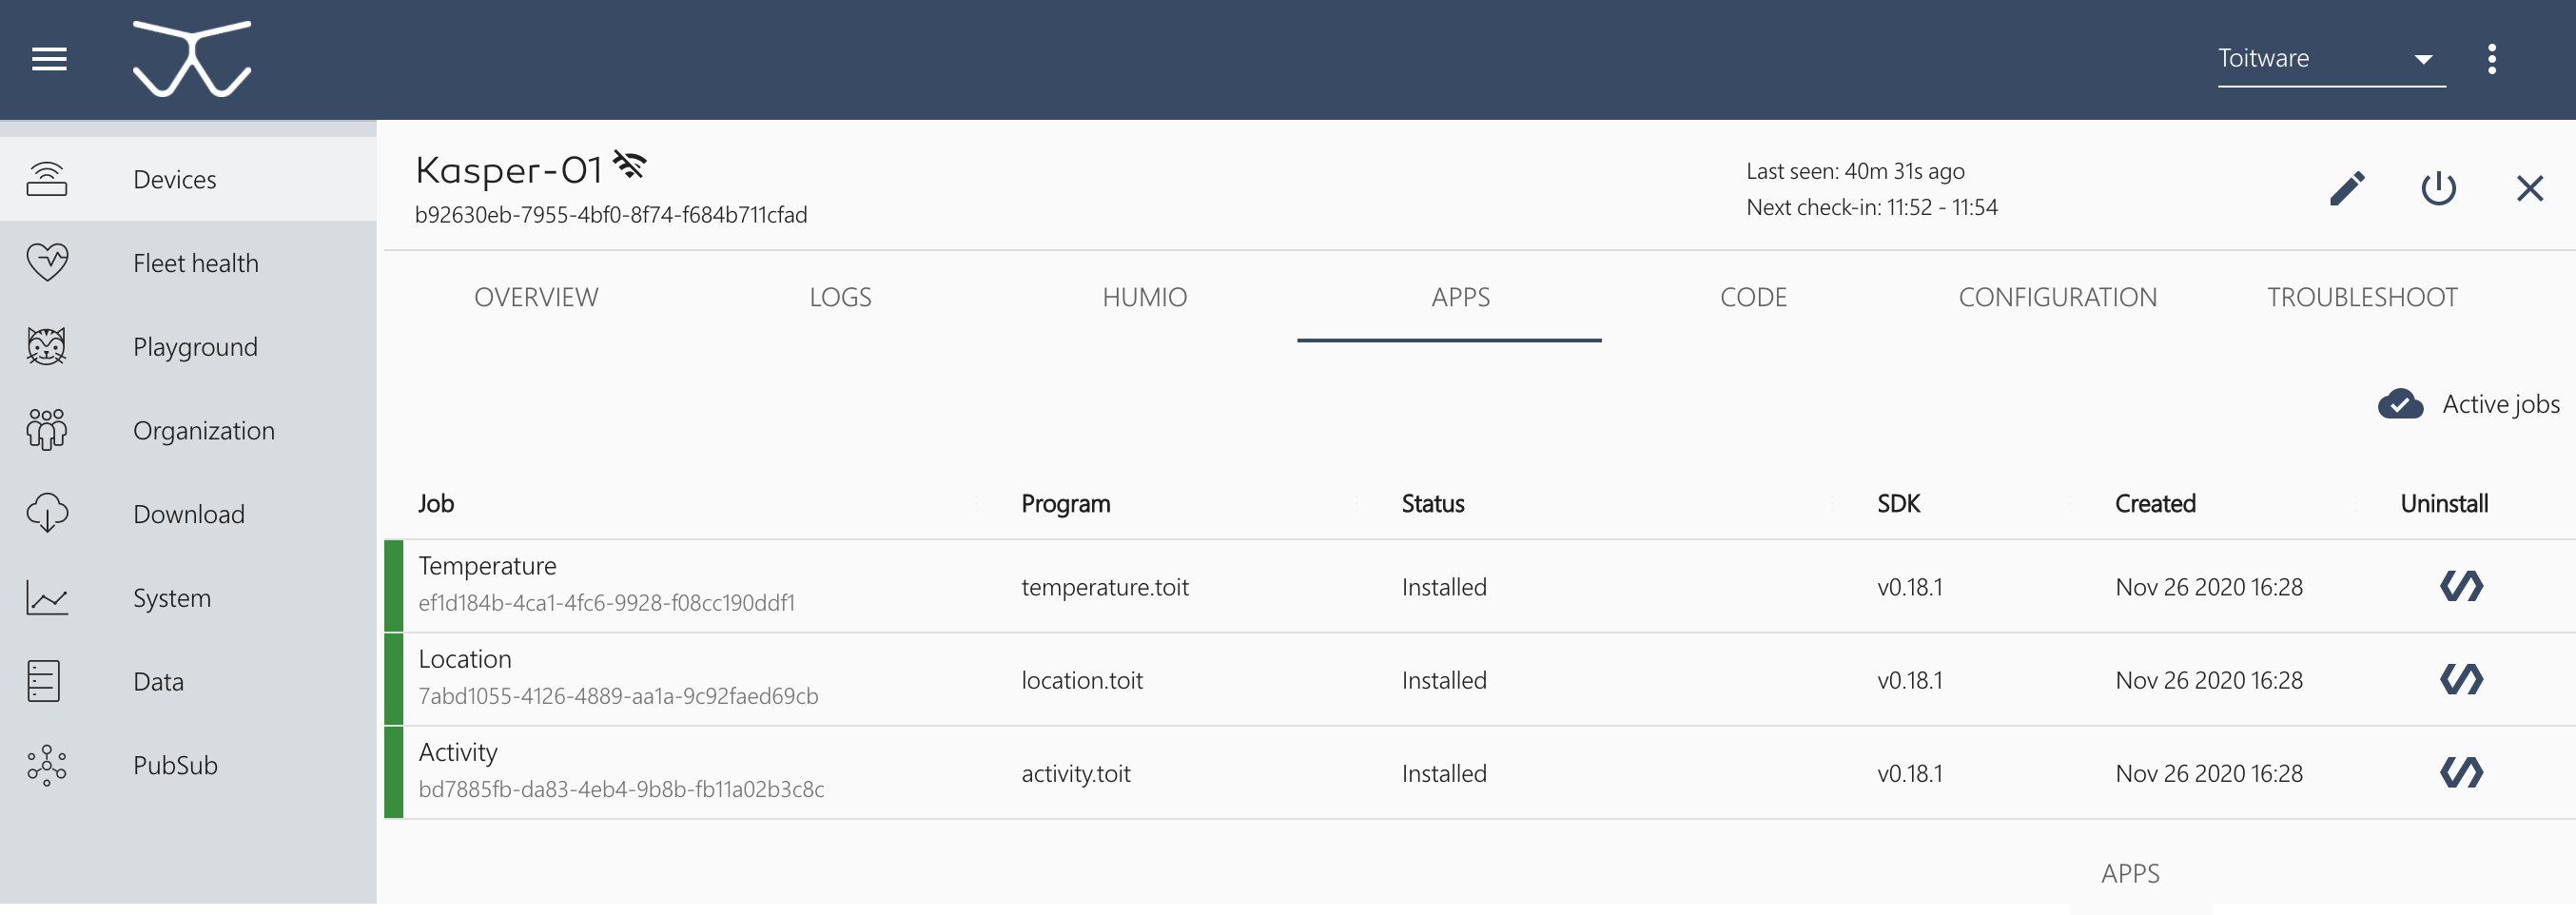 Toitware
Devices
Fleet health
Playground
Organization
Download
System
Data
PubSub
Kasper-01
b92630eb-7955-4bf0-8f74-f684b711cfad
Last seen: 40m 31s ago
Next check-in: 11:52 - 11:54
OVERVIEW LOGS HUMIO APPS CODE CONFIGURATION TROUBLESHOOT
Active jobs
Job Program Status SDK Created Uninstall
Temperature
ef1d184b-4ca1-4fc6-9928-f08cc190ddf1
temperature.toit Installed v0.18.1 Nov 26 2020 16:28
Location
7abd1055-4126-4889-aa1a-9c92faed69cb
location.toit Installed v0.18.1 Nov 26 2020 16:28
Activity
bd7885fb-da83-4eb4-9b8b-fb11a02b3c8c
activity.toit Installed v0.18.1 Nov 26 2020 16:28
APPS